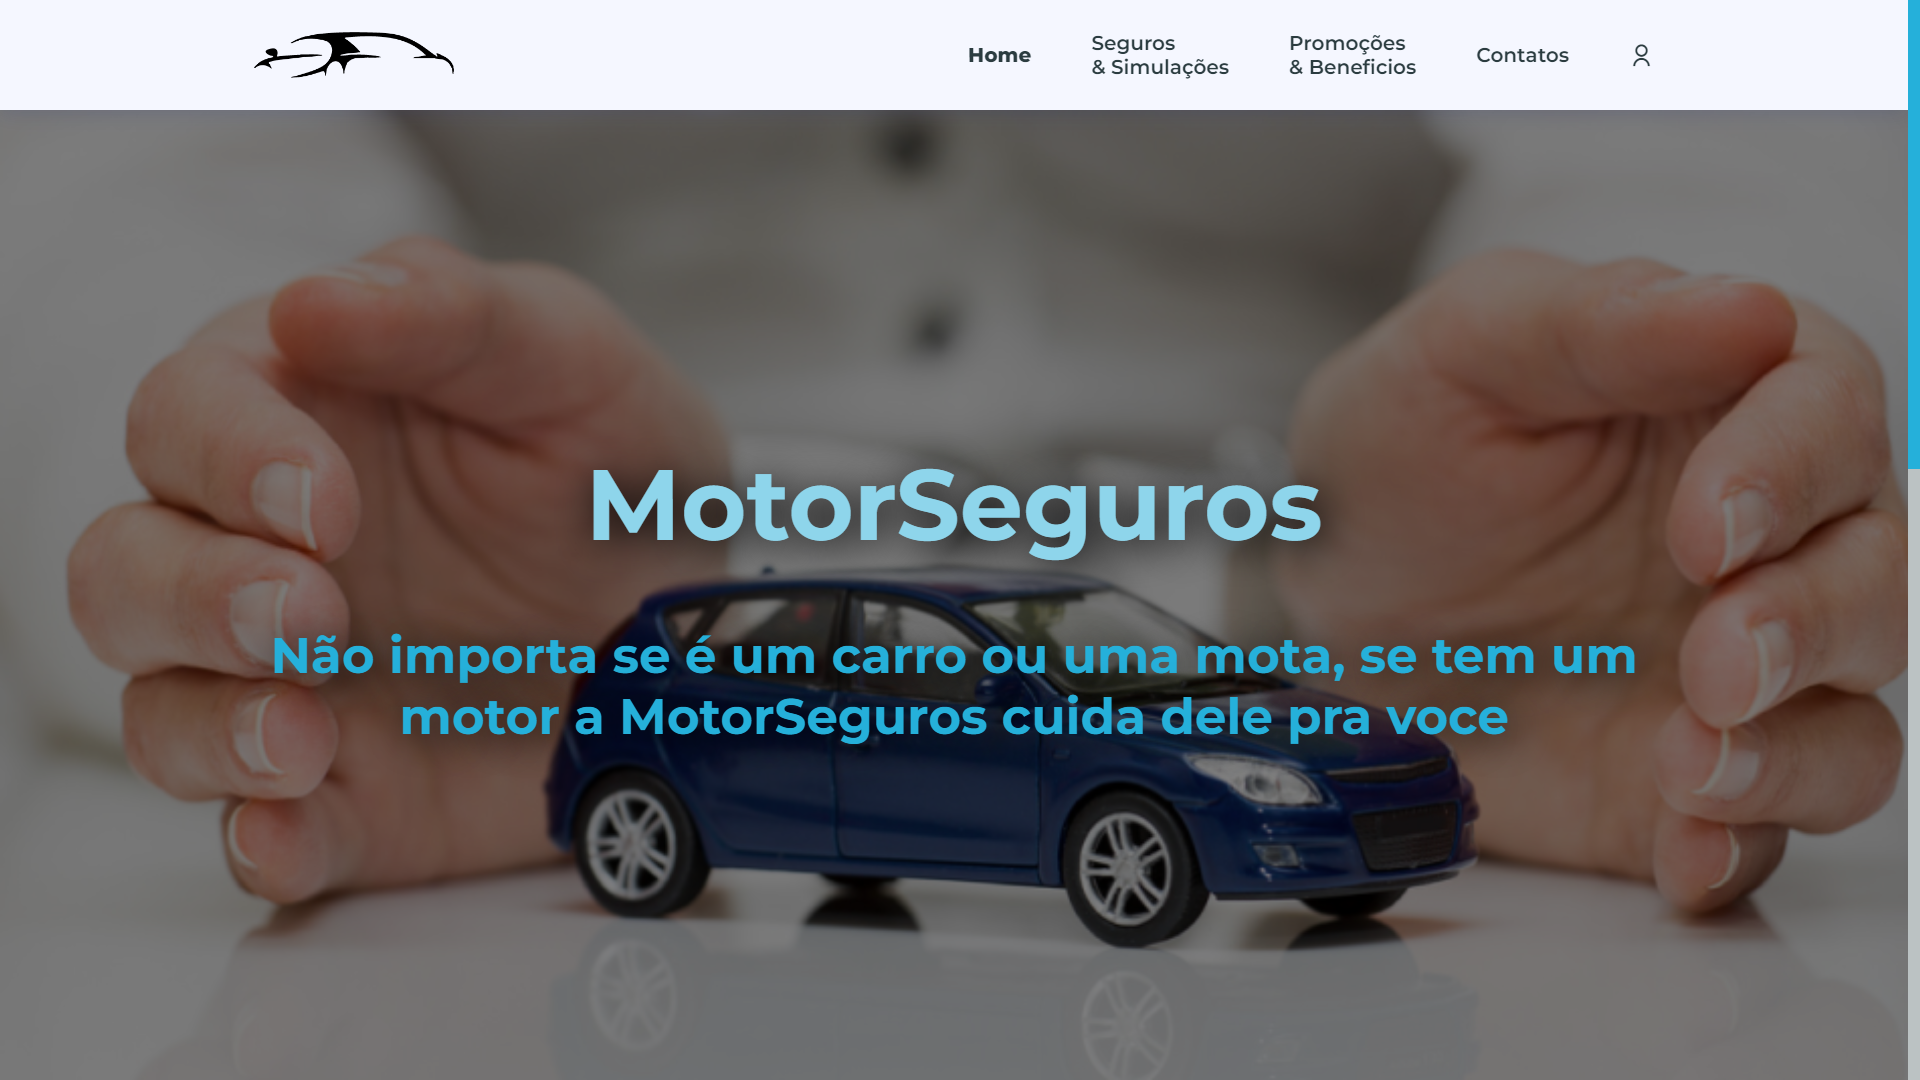 Home
Seguros
& Simulações
Promoções
& Beneficios
Contatos
MotorSeguros
Não importa se é um carro ou uma mota, se tem um
motor a MotorSeguros cuida dele pra voce